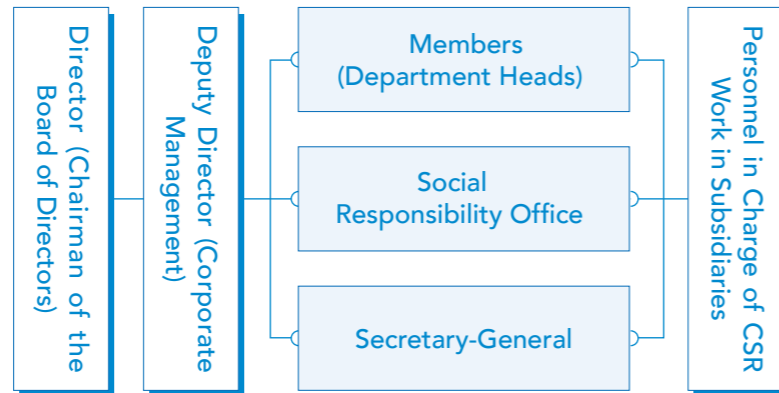 Director (Chairman of the
Board of Directors)
Deputy Director (Corporate
Management)
Members
(Department Heads)
Social
Responsibility Office
Secretary-General
Personnel in Charge of CSR
Work in Subsidiaries